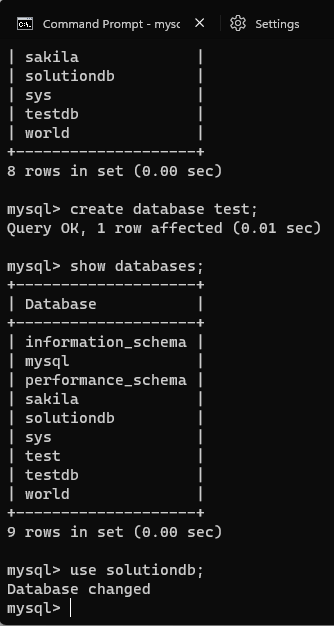 Command Prompt - mysc
Settings
| sakila             |
| solutiondb         |
| sys                |
| testdb             |
| world              |
+--------------------+
8 rows in set (0.00 sec)
mysql> create database test;
Query OK, 1 row affected (0.01 sec)
mysql> show databases;
+--------------------+
| Database           |
+--------------------+
| information_schema |
| mysql              |
| performance_schema |
| sakila             |
| solutiondb         |
| sys                |
| test               |
| testdb             |
| world              |
+--------------------+
9 rows in set (0.00 sec)
mysql> use solutiondb;
Database changed
mysql>